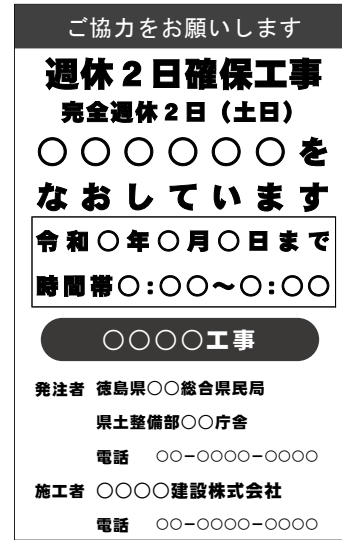 ご協力をお願いします
週休２日確保工事
完全週休２日（土日）
○○○○○○を
なおしています
令和○年○月○日まで
時間帯○:○○～○:○○
○○○○工事
発注者 徳島県○○総合県民局
県土整備部○○庁舎
電話 ○○−○○○○−○○○○
施工者 ○○○○建設株式会社
電話 ○○−○○○○−○○○○